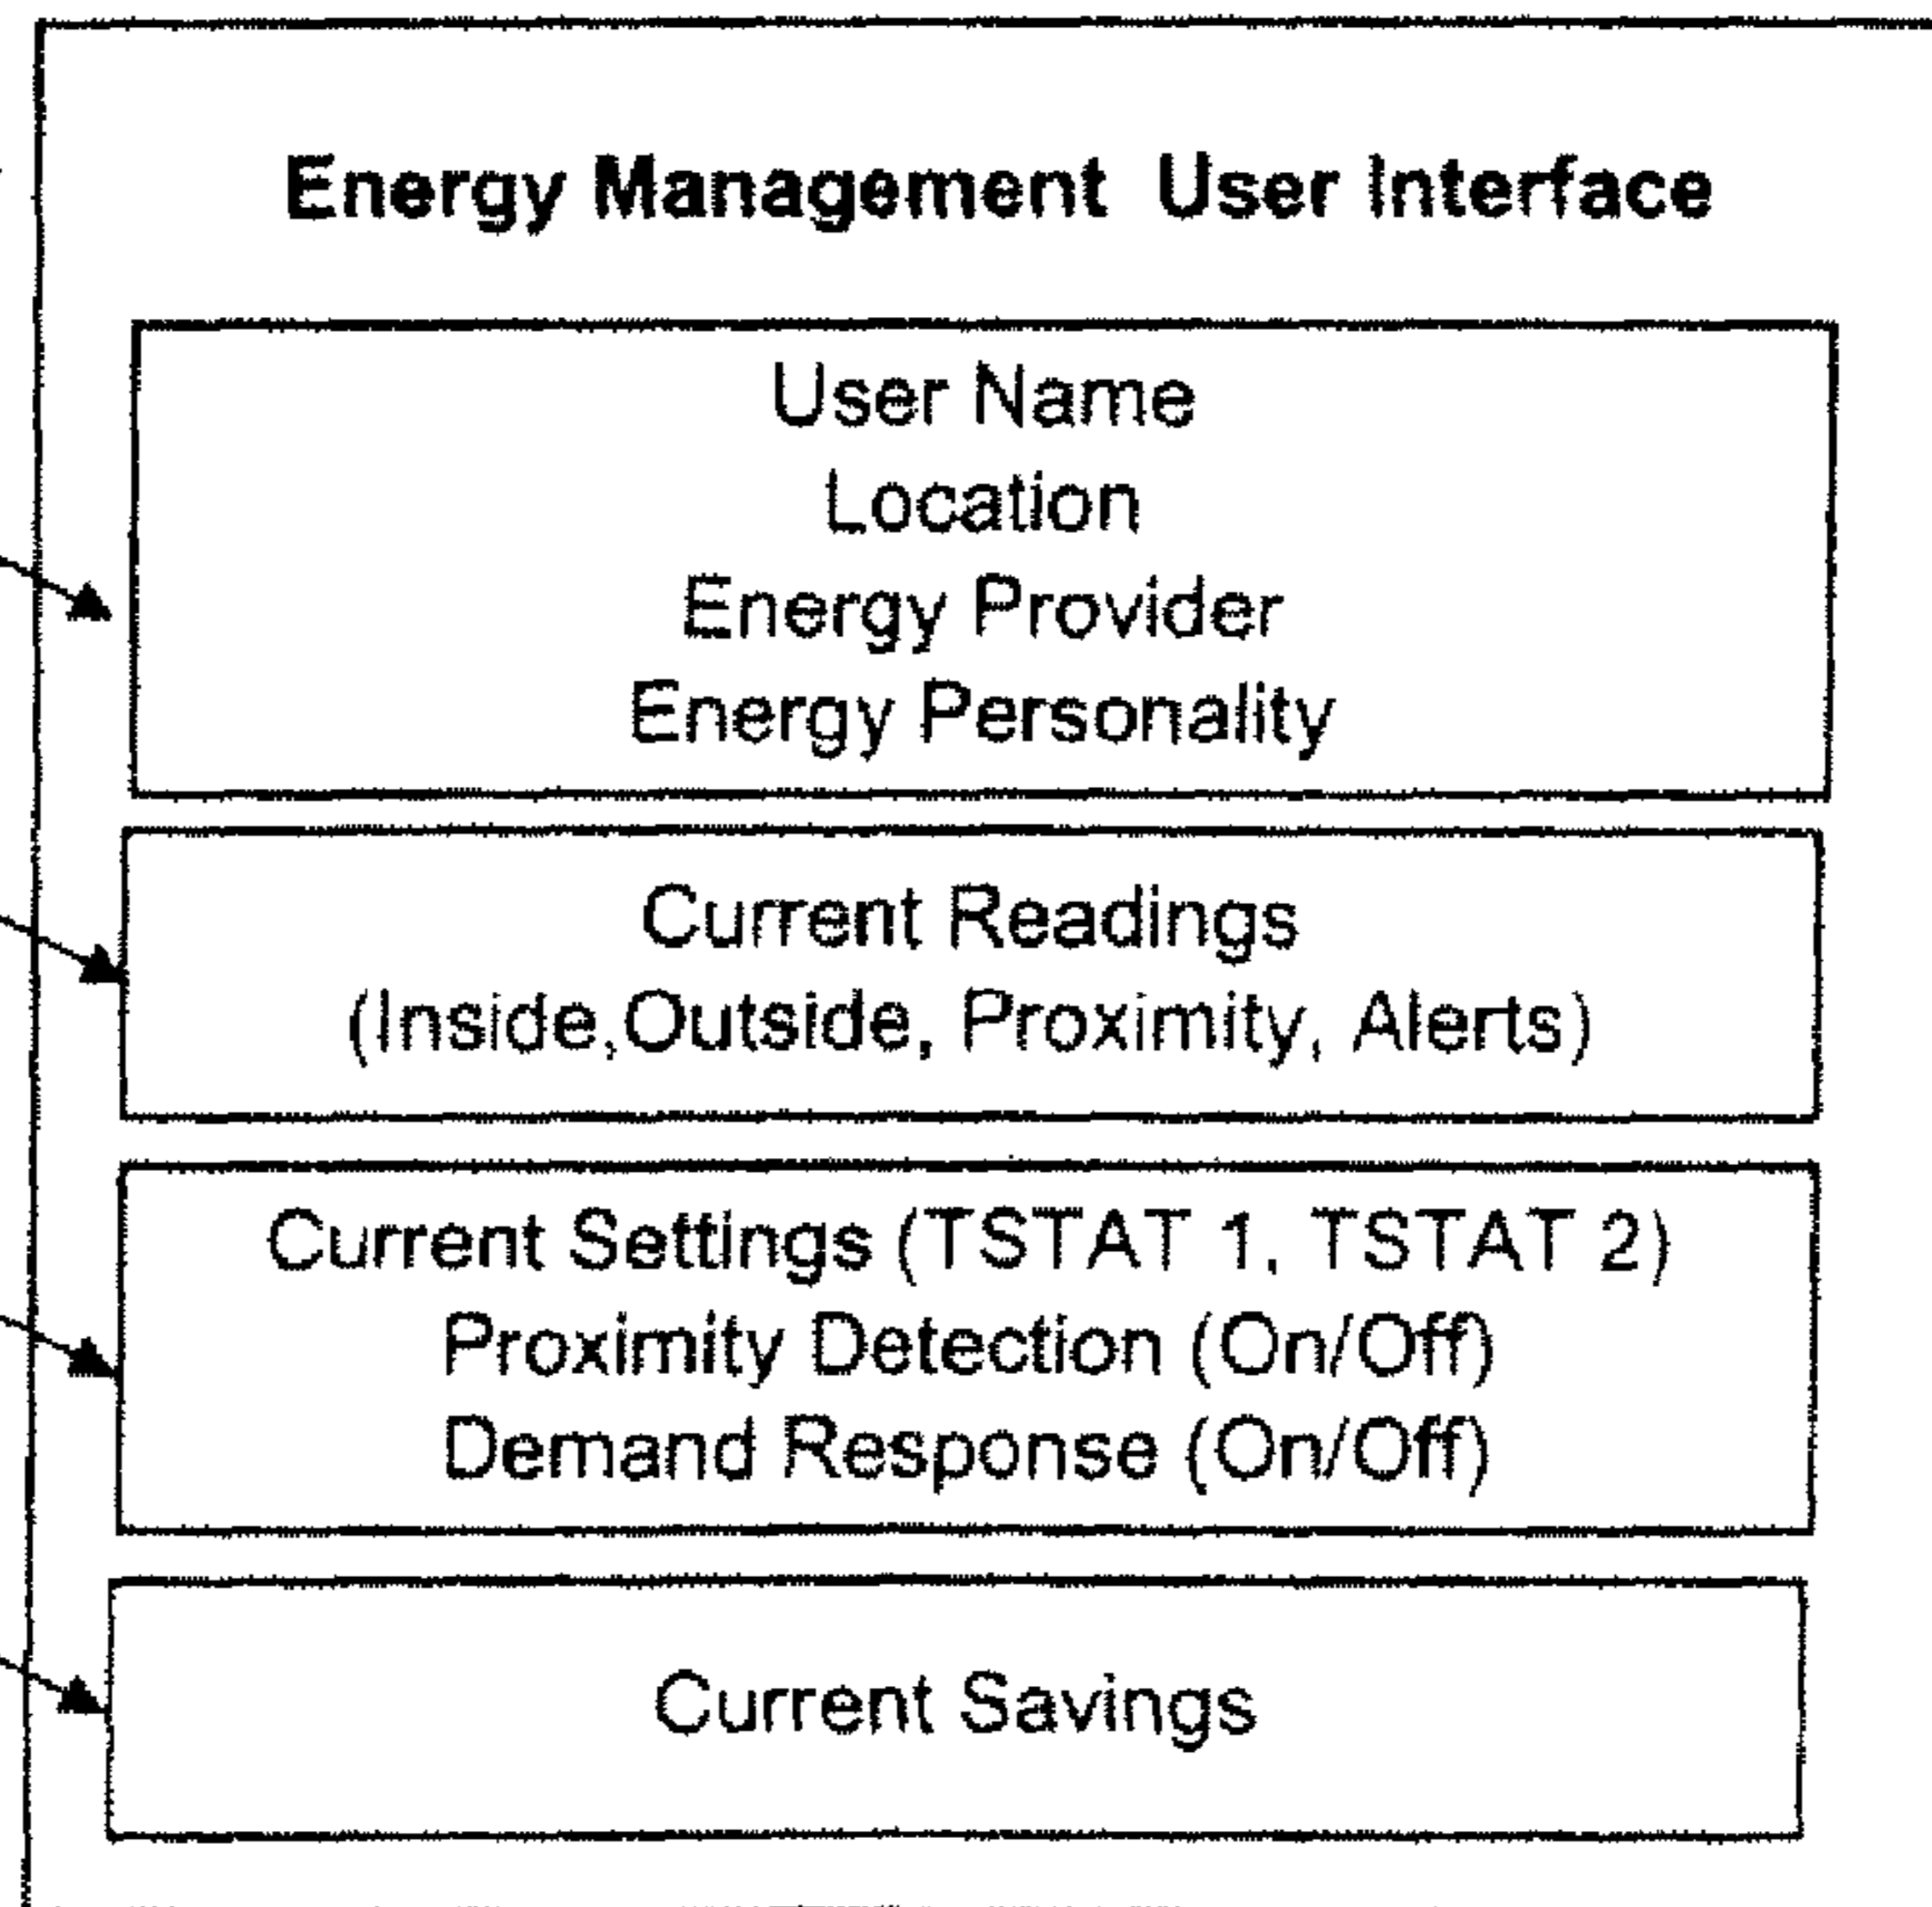 Energy Management User Interface
User Name
Location
Energy Provider
Energy Personality
Current Readings
(Inside,Outside, Proximity, Alerts)
Current Settings (TSTAT 1, TSTAT 2)
Proximity Detection (On/Off)
Demand Response (On/Off)
Current Savings